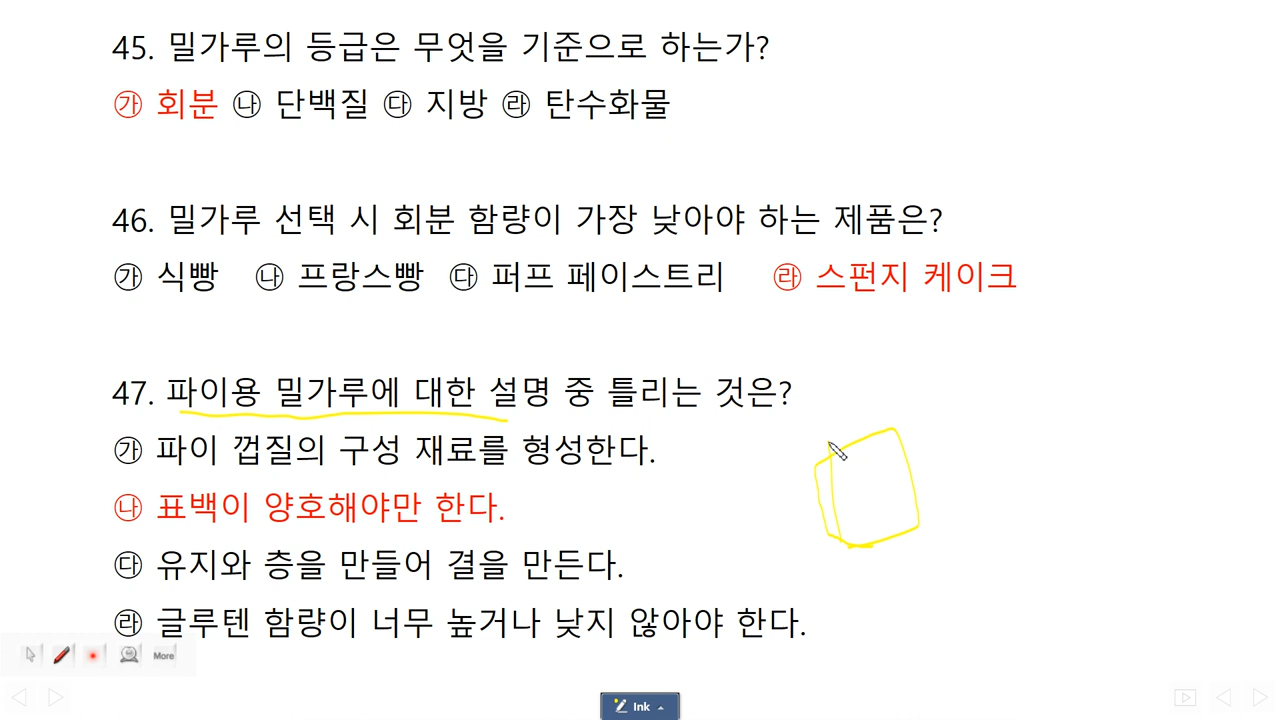 45. 밀가루의 등급은 무엇을 기준으로 하는가?
㉮ 회분 ㉯ 단백질 ㉰ 지방 ㉱ 탄수화물
46. 밀가루 선택 시 회분 함량이 가장 낮아야 하는 제품은?
㉮ 식빵 ㉯ 프랑스빵 ㉰ 퍼프 페이스트리 ㉱ 스펀지 케이크
47. 파이용 밀가루에 대한 설명 중 틀리는 것은?
㉮ 파이 껍질의 구성 재료를 형성한다.
㉯ 표백이 양호해야만 한다.
㉰ 유지와 층을 만들어 결을 만든다.
㉱ 글루텐 함량이 너무 높거나 낮지 않아야 한다.
More
Ink